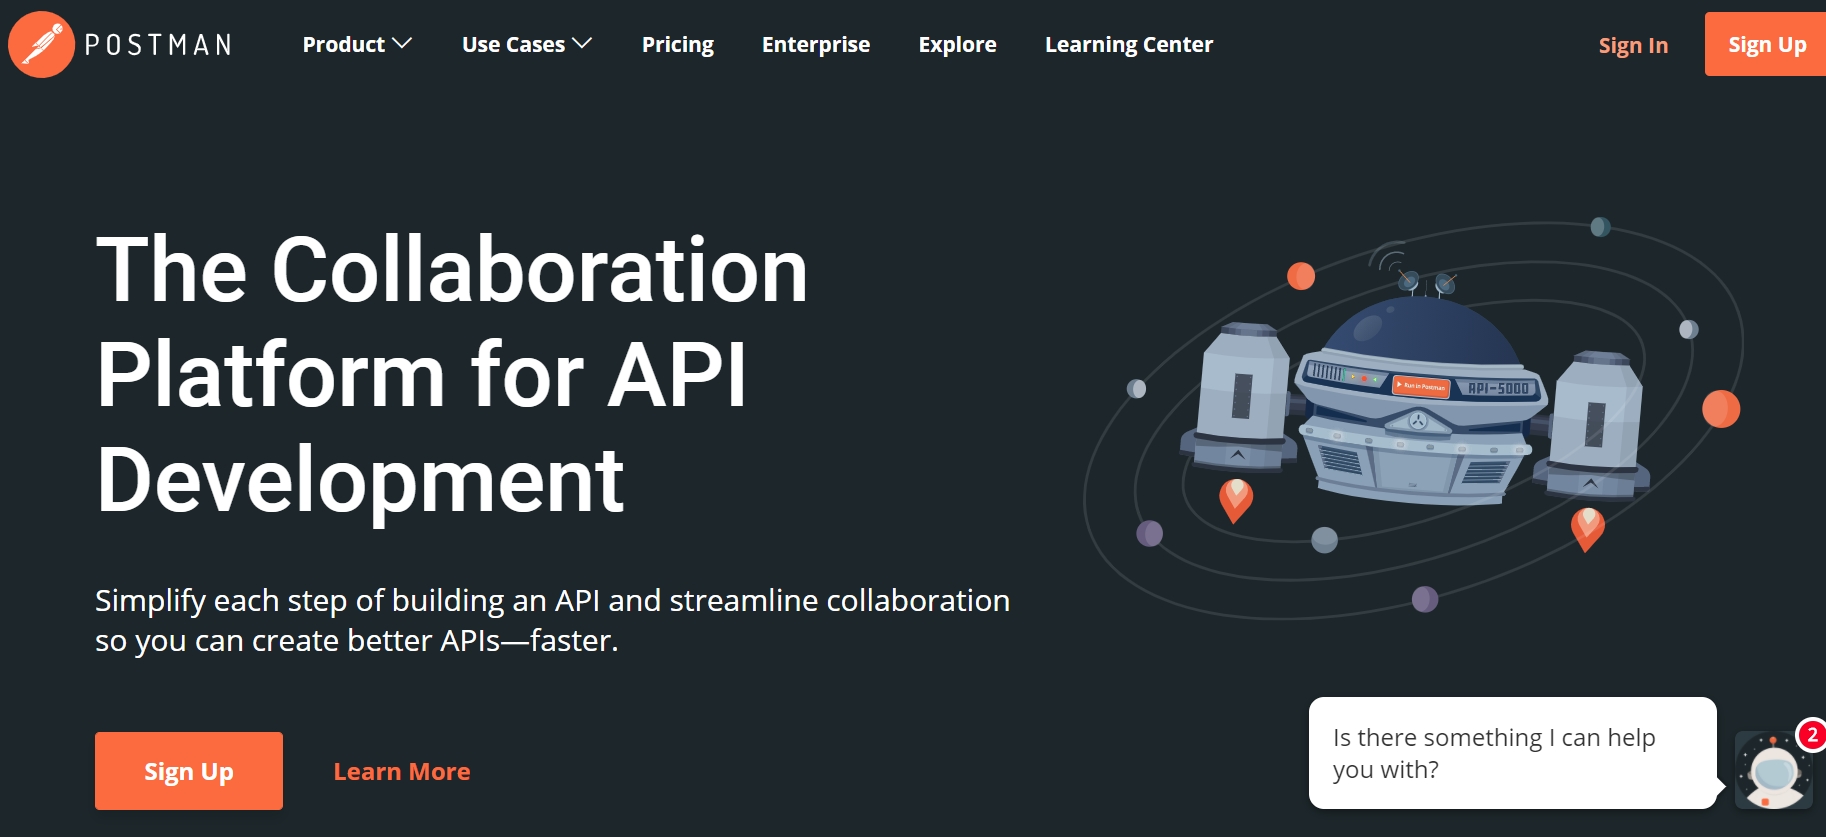 POSTMAN
Product
Use Cases
Pricing
Enterprise
Explore
Learning Center
Sign In
Sign Up
The Collaboration
Platform for API
Development
Run in Postman
API-5000
Simplify each step of building an API and streamline collaboration
so you can create better APIs—faster.
Sign Up
Learn More
Is there something I can help
you with?
2